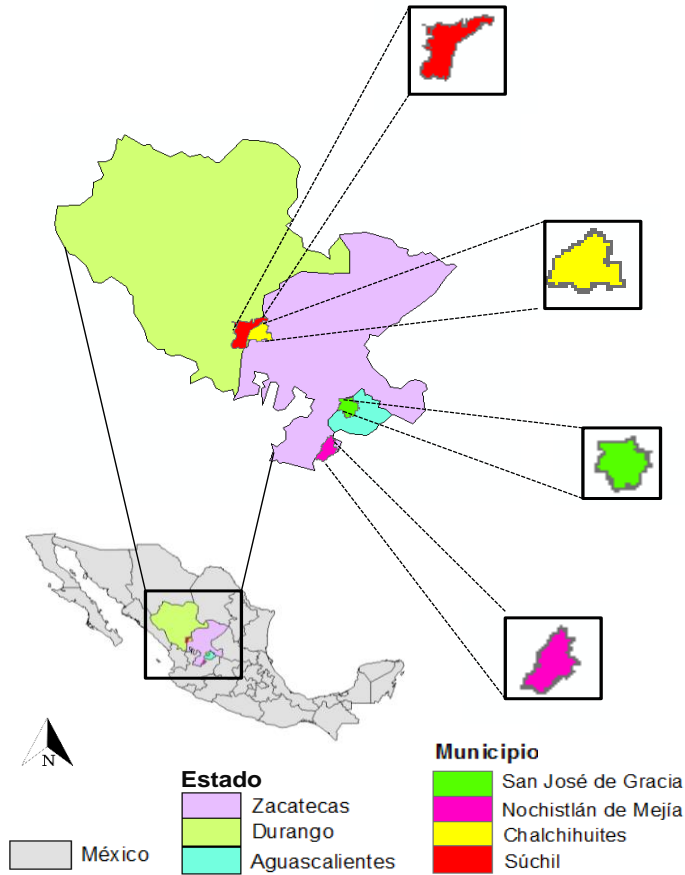 N
Municipio
Estado
San José de Gracia
Zacatecas
Nochistlán de Mejía
Durango
Chalchihuites
México
Aguascalientes
Súchil